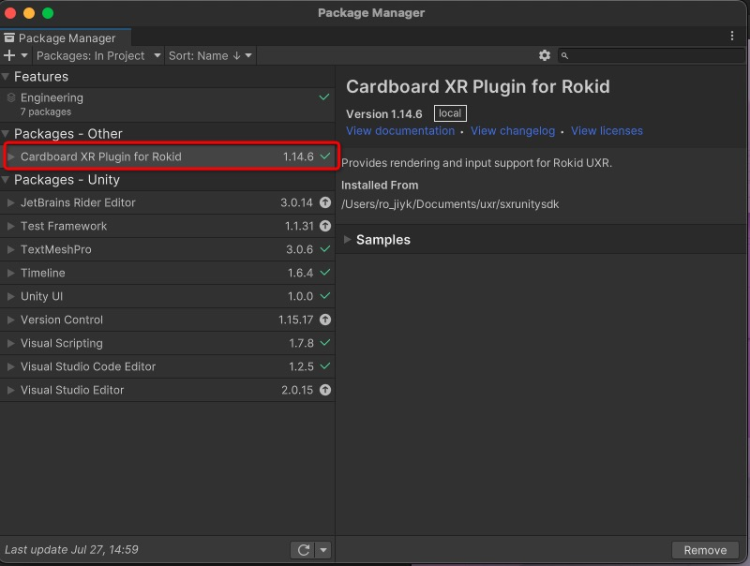 Package Manager
Package Manager
Packages: In Project
Sort: Name ↓
Features
Engineering
7 packages
Packages - Other
Cardboard XR Plugin for Rokid 1.14.6
Packages - Unity
JetBrains Rider Editor 3.0.14
Test Framework 1.1.31
TextMeshPro 3.0.6
Timeline 1.6.4
Unity UI 1.0.0
Version Control 1.15.17
Visual Scripting 1.7.8
Visual Studio Code Editor 1.2.5
Visual Studio Editor 2.0.15
Last update Jul 27, 14:59
Cardboard XR Plugin for Rokid
Version 1.14.6 local
View documentation • View changelog • View licenses
Provides rendering and input support for Rokid UXR.
Installed From
/Users/ro_jiyk/Documents/uxr/sxrunitysdk
Samples
Remove